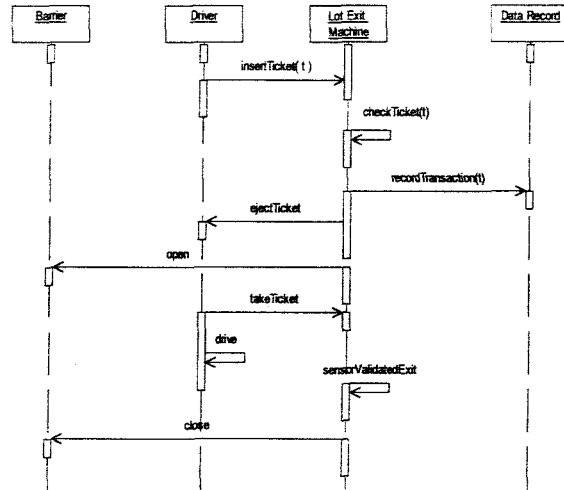 Barrier
Driver
Lot Exit
Machine
Data Record
insertTicket( t )
checkTicket(t)
recordTransaction(t)
ejectTicket
open
takeTicket
drive
sensorValidatedExit
close